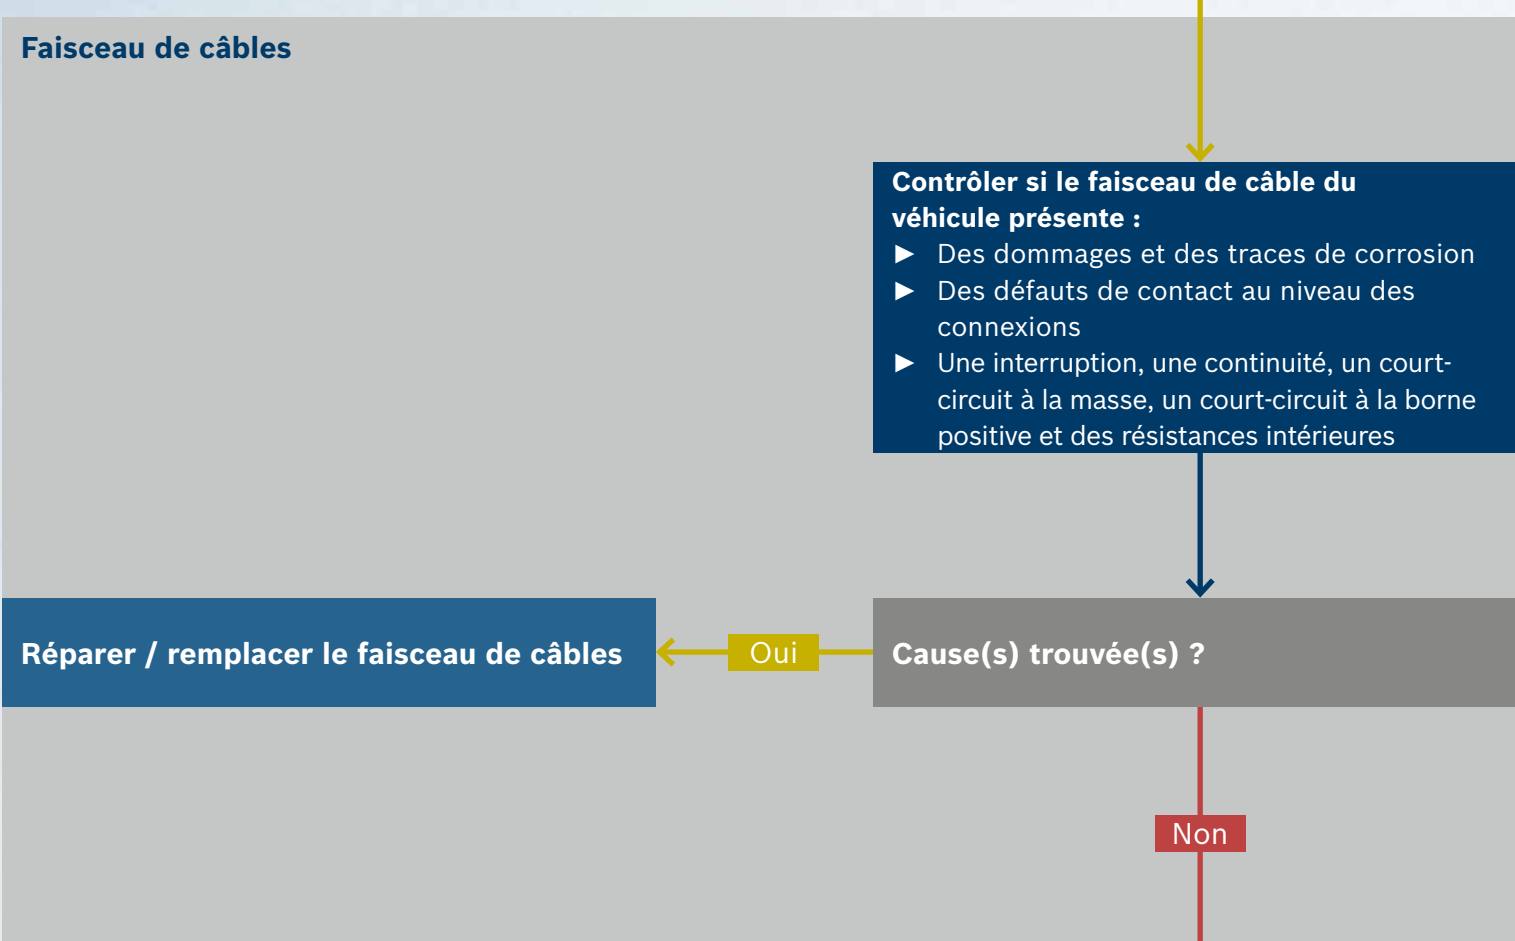 Faisceau de câbles
Contrôler si le faisceau de câble du
véhicule présente :
► Des dommages et des traces de corrosion
► Des défauts de contact au niveau des
connexions
► Une interruption, une continuité, un court-
circuit à la masse, un court-circuit à la borne
positive et des résistances intérieures
Réparer / remplacer le faisceau de câbles
Oui
Cause(s) trouvée(s) ?
Non